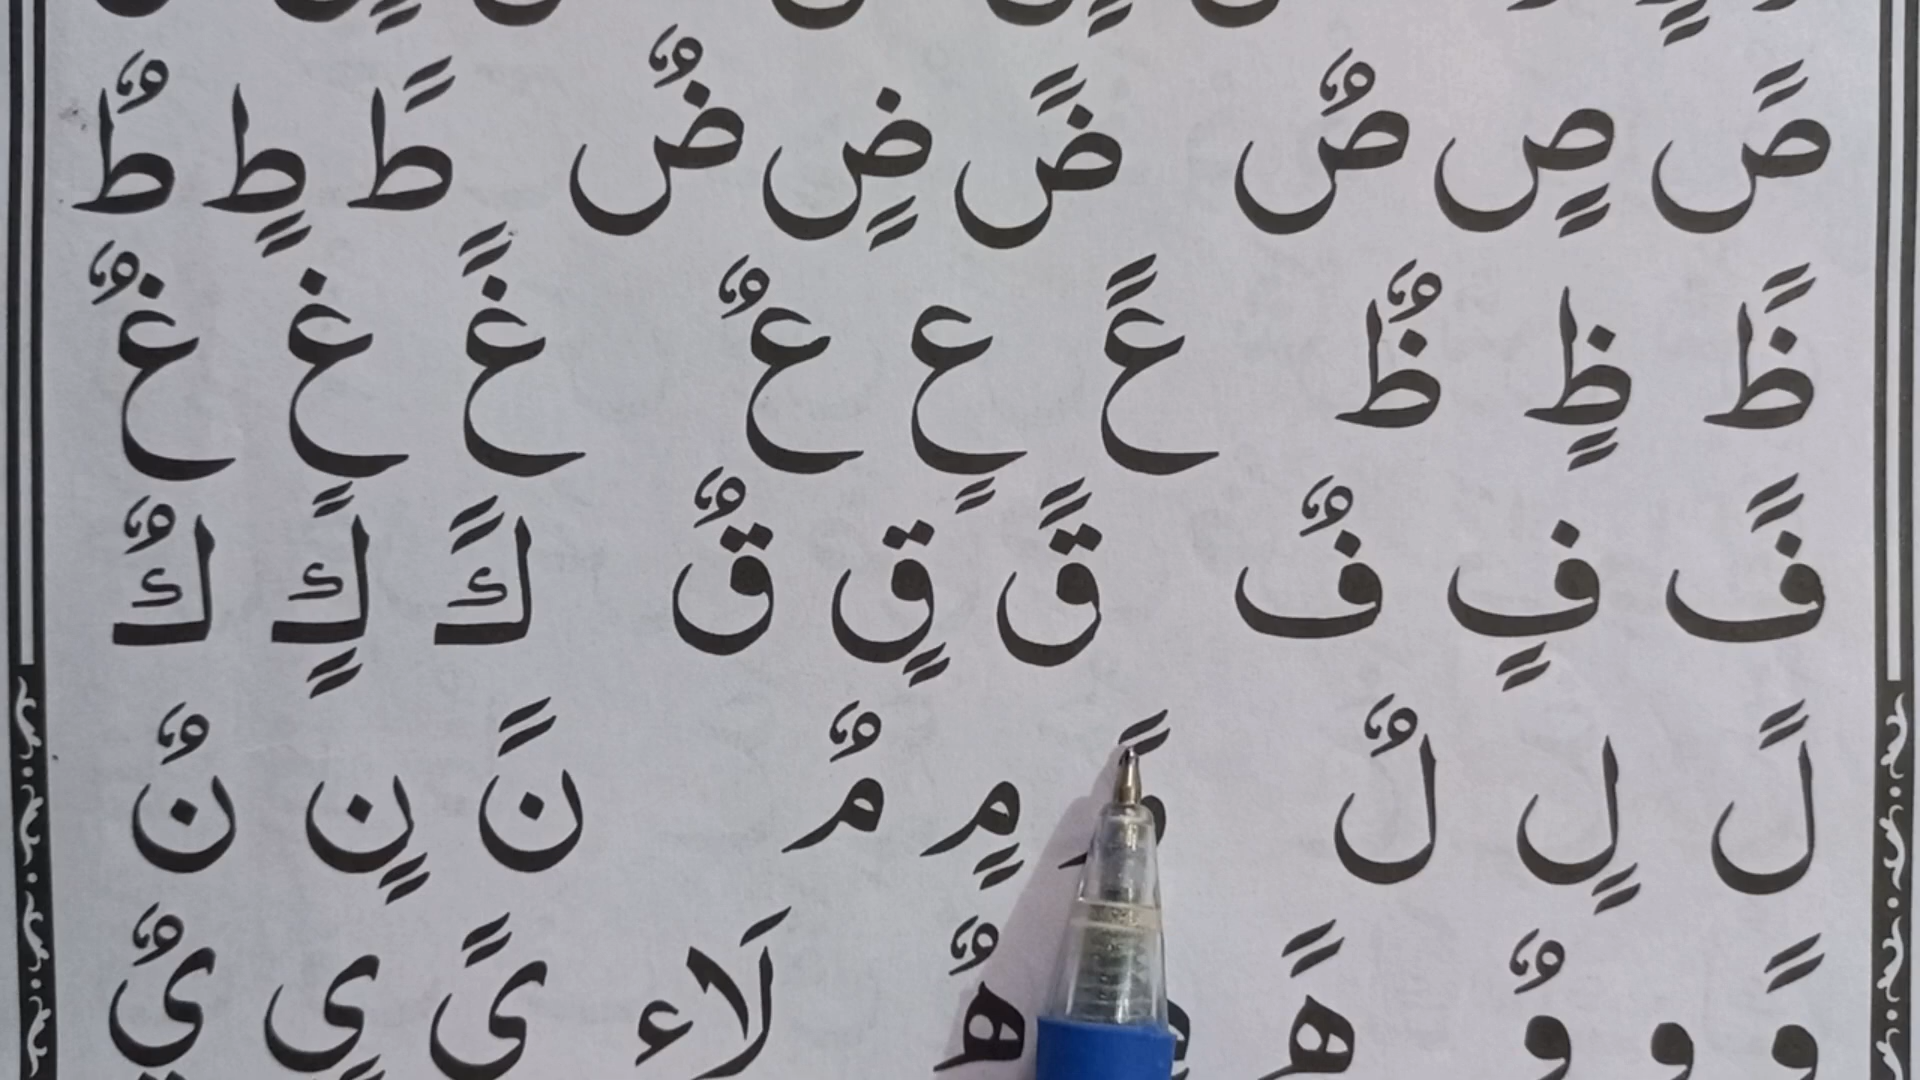 صً صٍ صٌ ضً ضٍ ضٌ طً طٍ طٌ
ظً ظٍ ظٌ عً عٍ عٌ غً غٍ غٌ
فً فٍ فٌ قً قٍ قٌ كً كٍ كٌ
لً لٍ لٌ مً مٍ مٌ نً نٍ نٌ
وً و وٌ هً هٌ لَاء یً یٍ یٌ